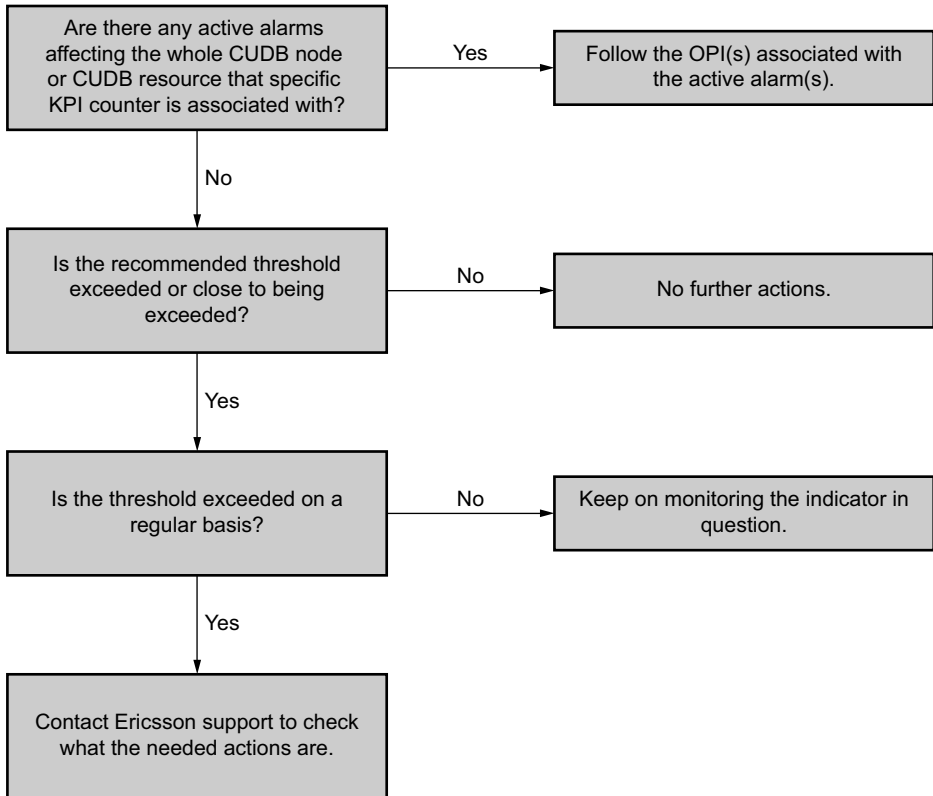 Are there any active alarms
affecting the whole CUDB node
or CUDB resource that specific
KPI counter is associated with?
Yes
Follow the OPI(s) associated with
the active alarm(s).
No
Is the recommended threshold
exceeded or close to being
exceeded?
No
No further actions.
Yes
Is the threshold exceeded on a
regular basis?
No
Keep on monitoring the indicator in
question.
Yes
Contact Ericsson support to check
what the needed actions are.